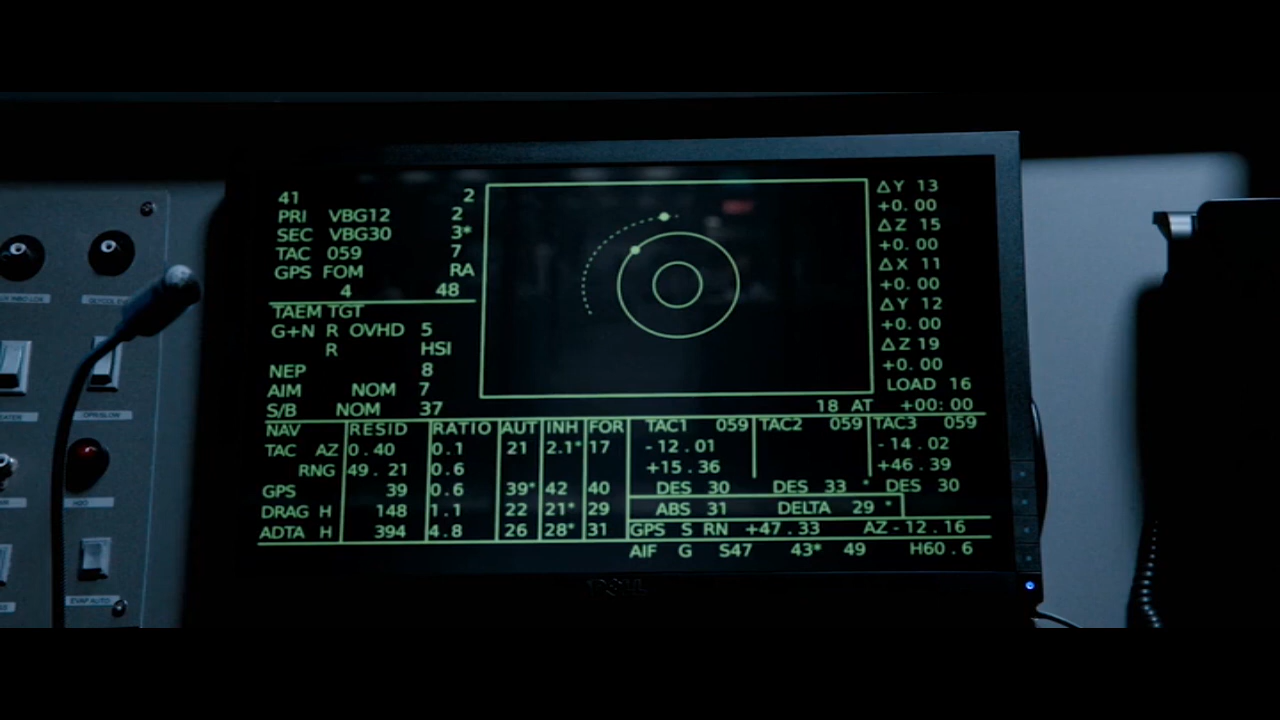 41 2
PRI VBG12 2
SEC VBG30 3*
TAC 059 7
GPS FOM RA
4 48
TAEM TGT
G+N R OVHD 5
R HSI
NEP 8
AIM NOM 7
S/B NOM 37
ΔY 13
+0.00
ΔZ 15
+0.00
ΔX 11
+0.00
ΔY 12
+0.00
ΔZ 19
+0.00
LOAD 16
18 AT +00:00
NAV RESID RATIO AUT INH FOR
TAC AZ 0.40 0.1 21 2.1* 17
RNG 49.21 0.6
GPS 39 0.6 39* 42 40
DRAG H 148 1.1 22 21* 29
ADTA H 394 4.8 26 28* 31
TAC1 059 TAC2 059 TAC3 059
-12.01 -14.02
+15.36 +46.39
DES 30 DES 33 * DES 30
ABS 31 DELTA 29 *
GPS S RN +47.33 AZ-12.16
AIF G S47 43* 49 H60.6
DELL
EVAP AUTO